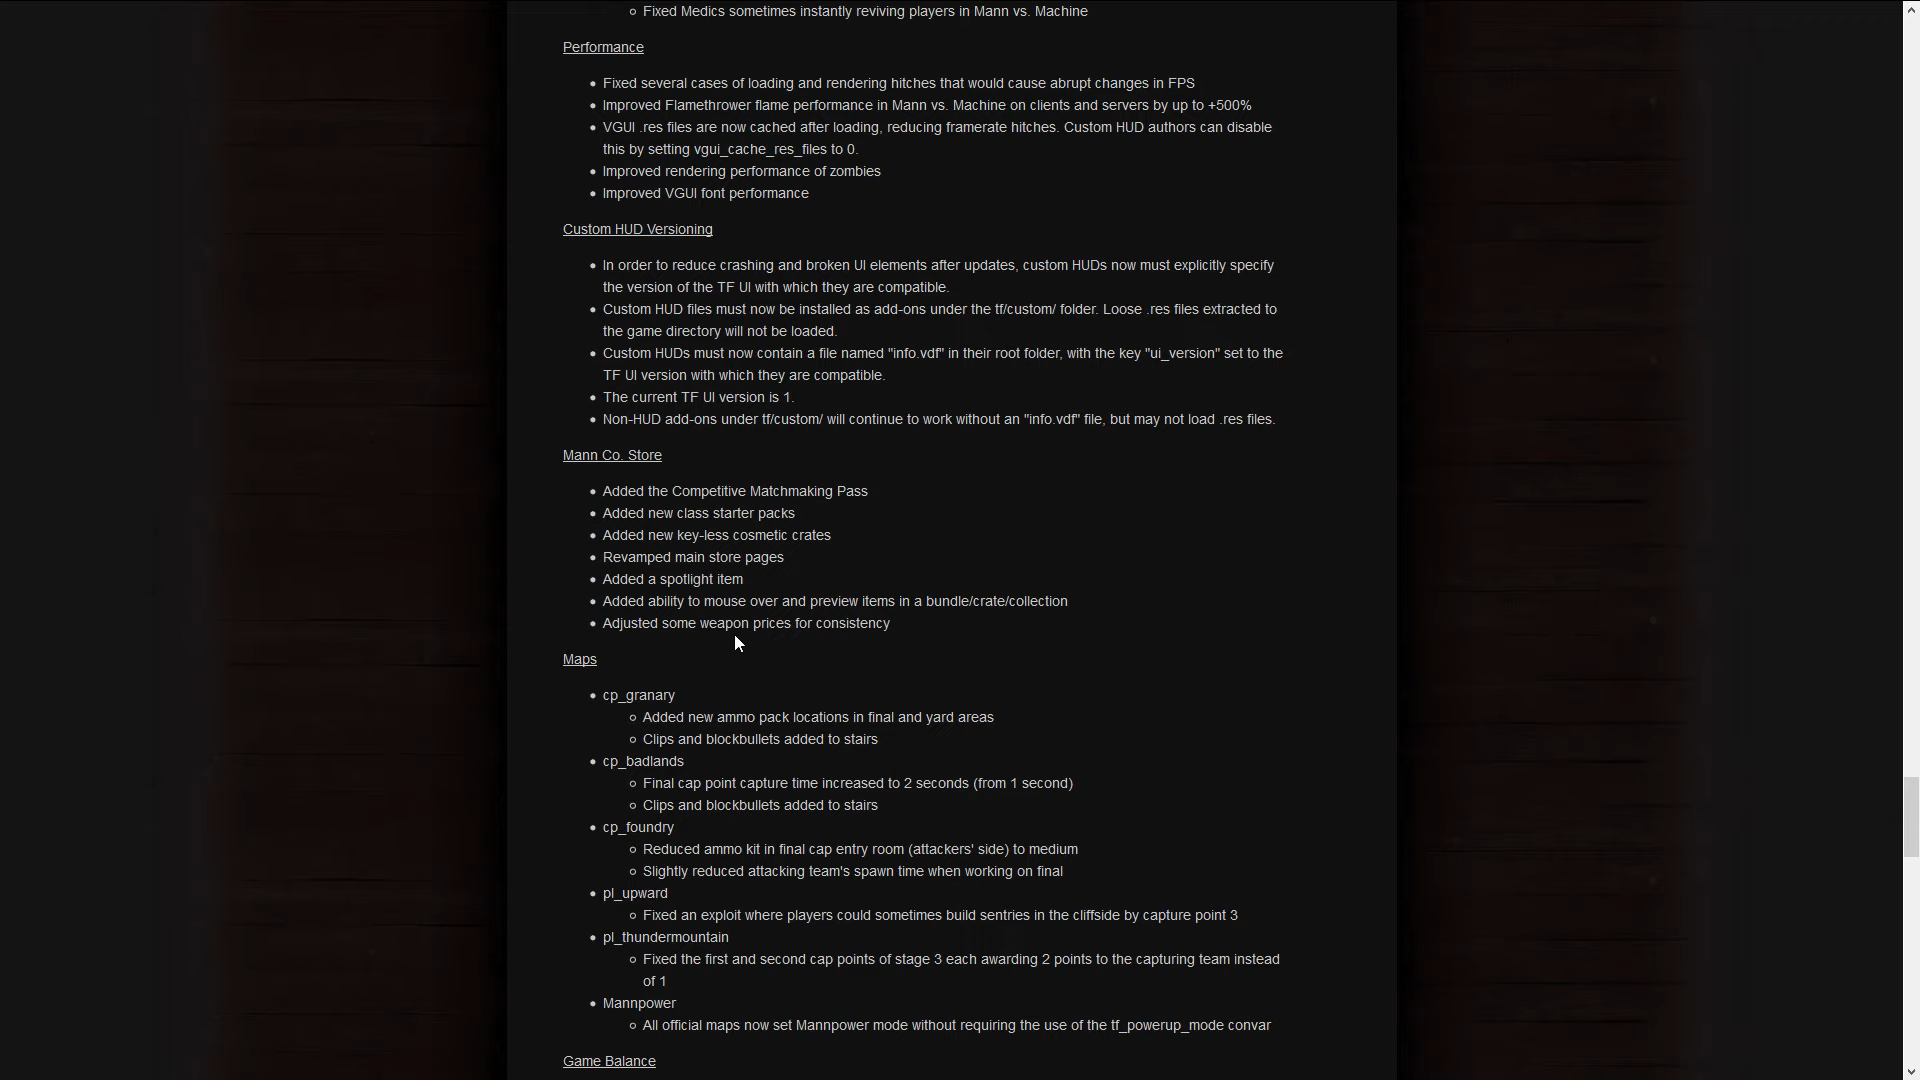 Fixed Medics sometimes instantly reviving players in Mann vs. Machine
Performance
Fixed several cases of loading and rendering hitches that would cause abrupt changes in FPS
Improved Flamethrower flame performance in Mann vs. Machine on clients and servers by up to +500%
VGUI .res files are now cached after loading, reducing framerate hitches. Custom HUD authors can disable
this by setting vgui_cache_res_files to 0.
Improved rendering performance of zombies
Improved VGUI font performance
Custom HUD Versioning
In order to reduce crashing and broken UI elements after updates, custom HUDs now must explicitly specify
the version of the TF UI with which they are compatible.
Custom HUD files must now be installed as add-ons under the tf/custom/ folder. Loose .res files extracted to
the game directory will not be loaded.
Custom HUDs must now contain a file named "info.vdf" in their root folder, with the key "ui_version" set to the
TF UI version with which they are compatible.
The current TF UI version is 1.
Non-HUD add-ons under tf/custom/ will continue to work without an "info.vdf" file, but may not load .res files.
Mann Co. Store
Added the Competitive Matchmaking Pass
Added new class starter packs
Added new key-less cosmetic crates
Revamped main store pages
Added a spotlight item
Added ability to mouse over and preview items in a bundle/crate/collection
Adjusted some weapon prices for consistency
Maps
cp_granary
Added new ammo pack locations in final and yard areas
Clips and blockbullets added to stairs
cp_badlands
Final cap point capture time increased to 2 seconds (from 1 second)
Clips and blockbullets added to stairs
cp_foundry
Reduced ammo kit in final cap entry room (attackers' side) to medium
Slightly reduced attacking team's spawn time when working on final
pl_upward
Fixed an exploit where players could sometimes build sentries in the cliffside by capture point 3
pl_thundermountain
Fixed the first and second cap points of stage 3 each awarding 2 points to the capturing team instead
of 1
Mannpower
All official maps now set Mannpower mode without requiring the use of the tf_powerup_mode convar
Game Balance